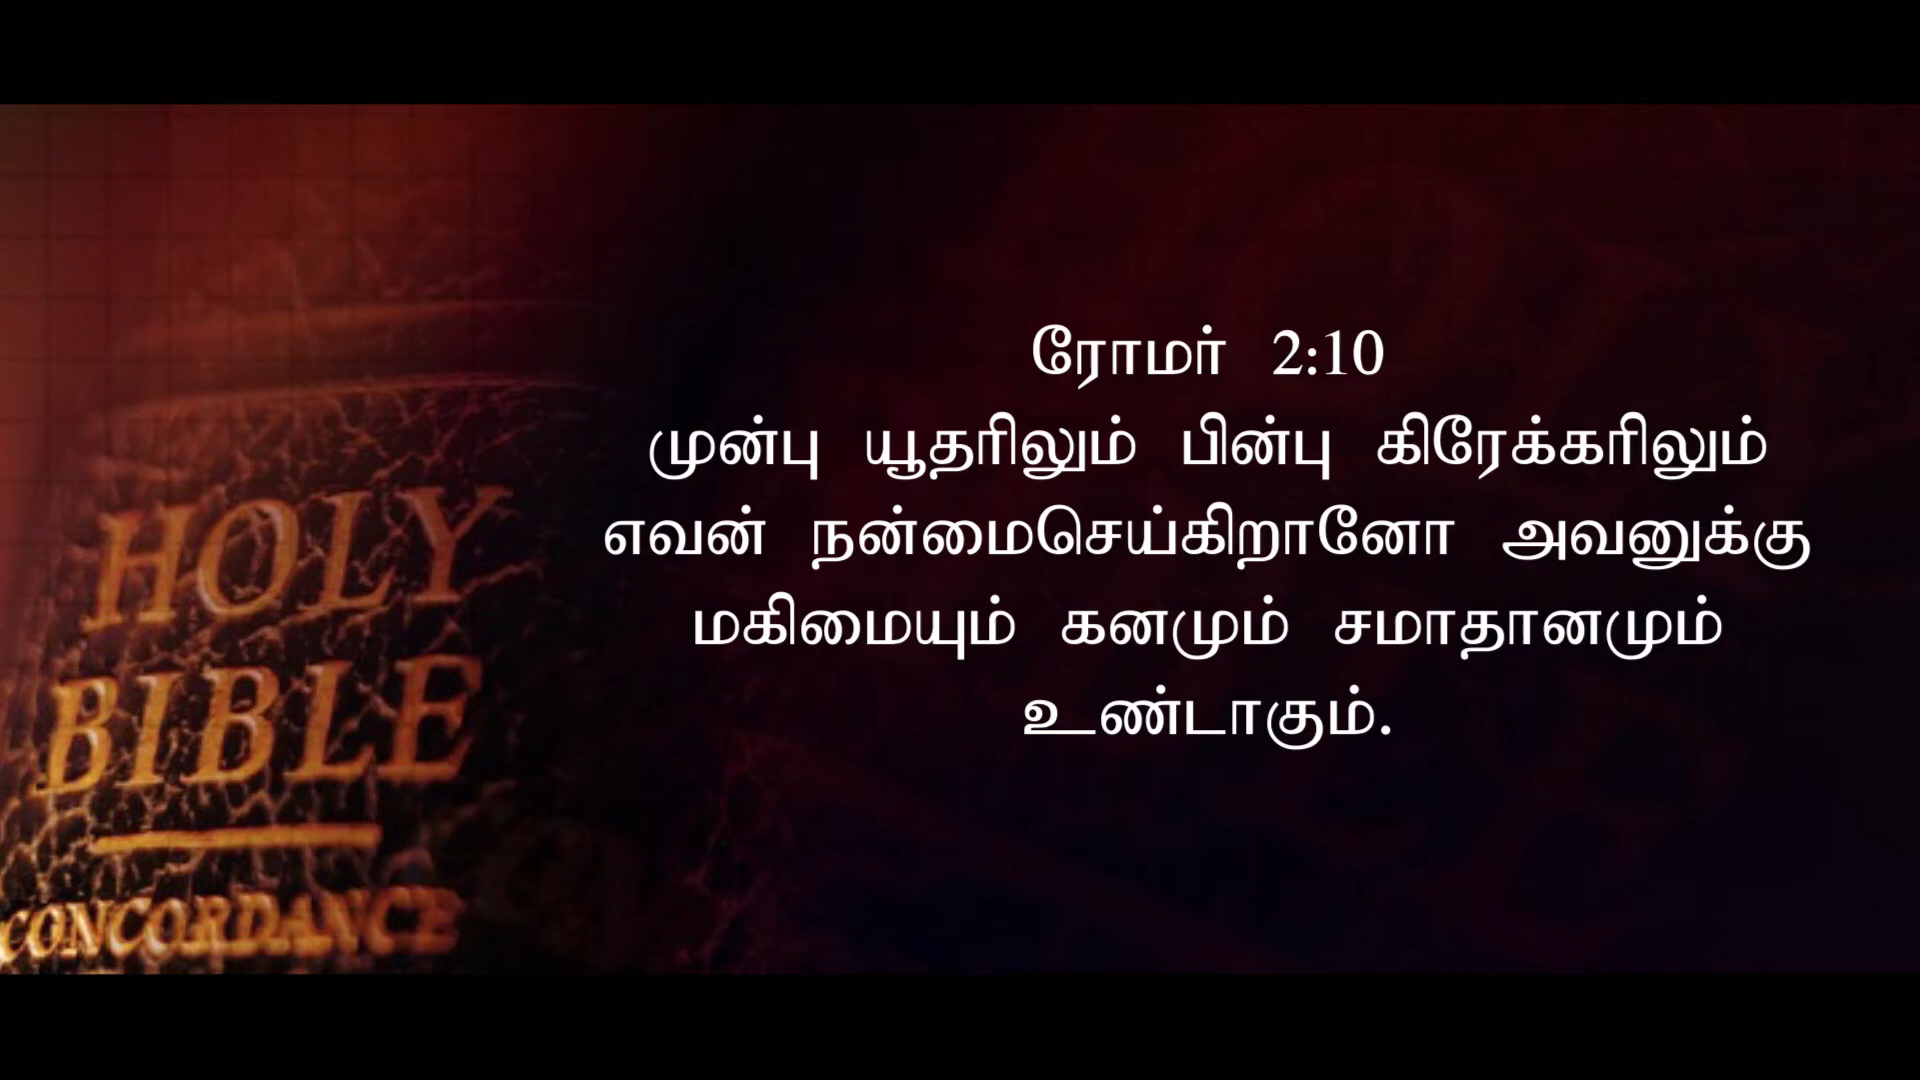 ரோமர் 2:10
முன்பு யூதரிலும் பின்பு கிரேக்கரிலும்
எவன் நன்மைசெய்கிறானோ அவனுக்கு
மகிமையும் கனமும் சமாதானமும்
உண்டாகும்.
HOLY
BIBLE
CONCORDANCE